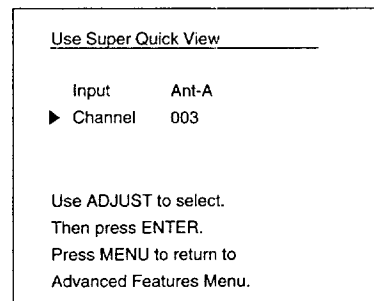 Use Super Quick View
Input Ant-A
▶ Channel 003
Use ADJUST to select.
Then press ENTER.
Press MENU to return to
Advanced Features Menu.